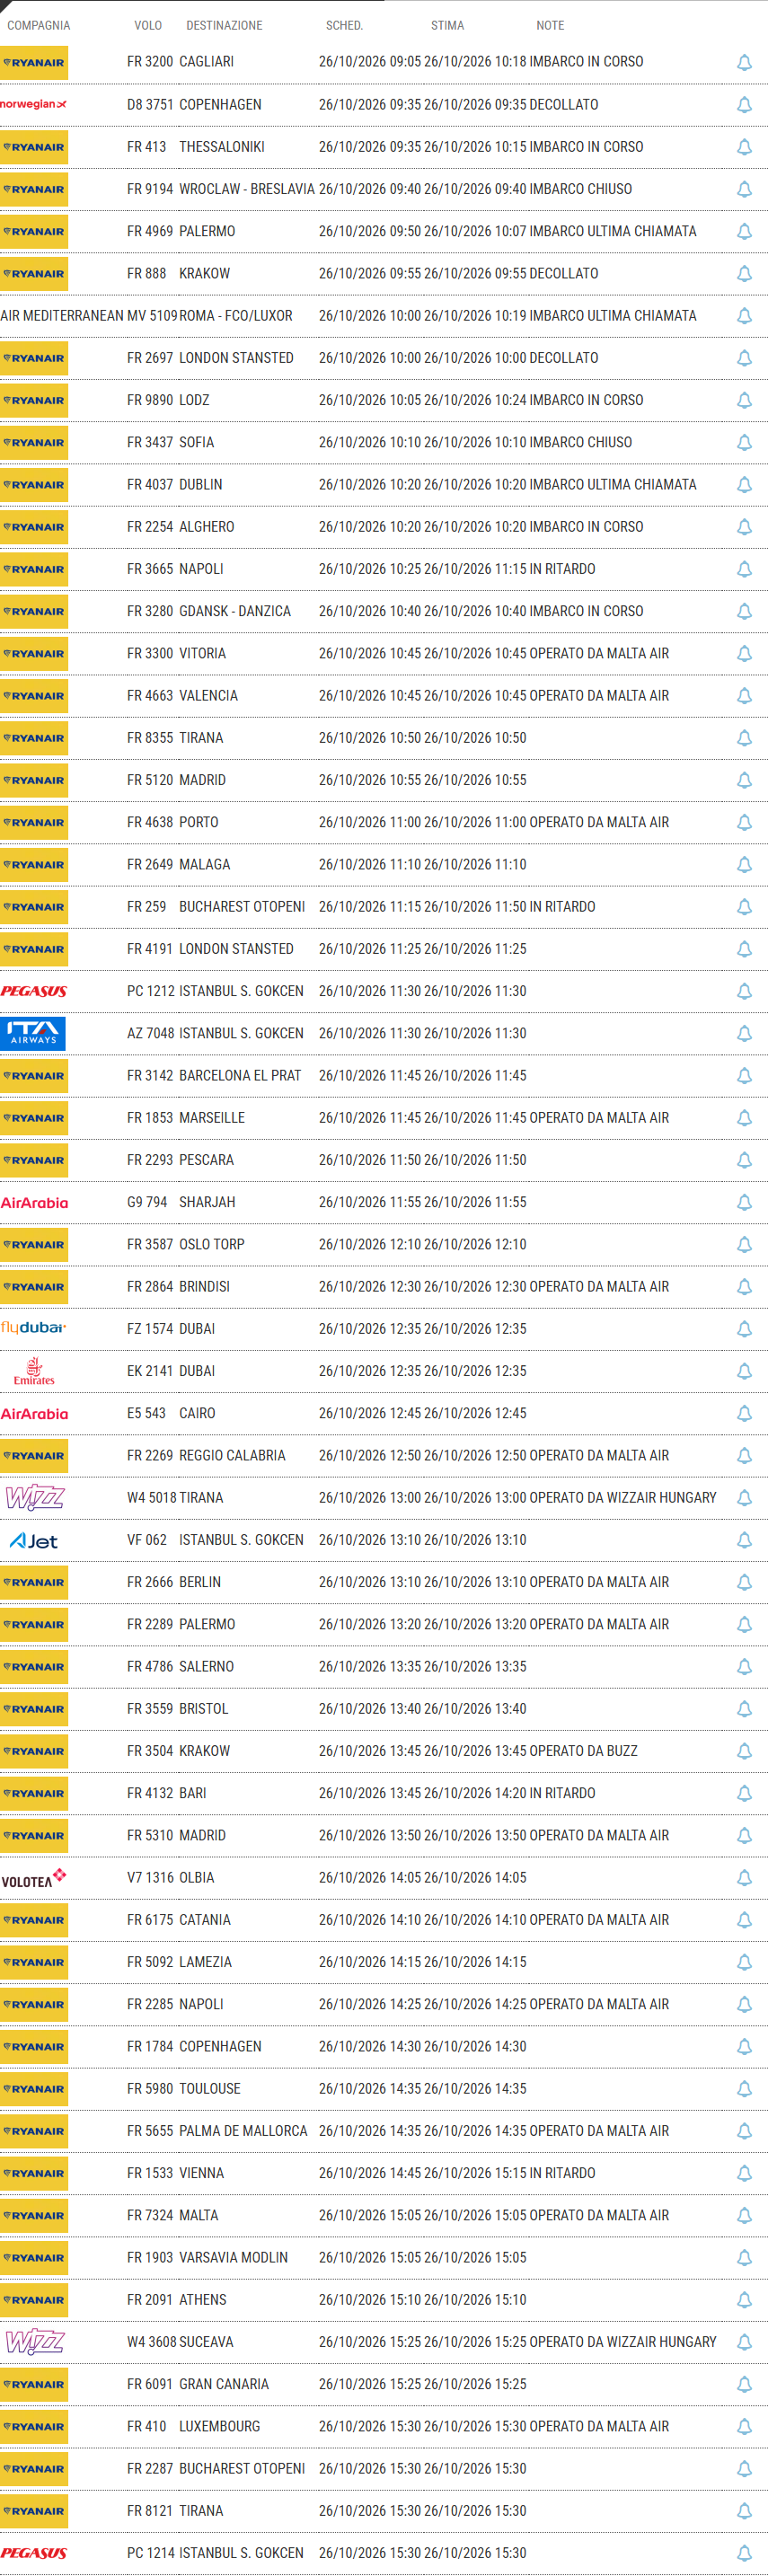 COMPAGNIA VOLO DESTINAZIONE SCHED. STIMA NOTE
RYANAIR FR 3200 CAGLIARI 26/10/2026 09:05 26/10/2026 10:18 IMBARCO IN CORSO
norwegian D8 3751 COPENHAGEN 26/10/2026 09:35 26/10/2026 09:35 DECOLLATO
RYANAIR FR 413 THESSALONIKI 26/10/2026 09:35 26/10/2026 10:15 IMBARCO IN CORSO
RYANAIR FR 9194 WROCLAW - BRESLAVIA 26/10/2026 09:40 26/10/2026 09:40 IMBARCO CHIUSO
RYANAIR FR 4969 PALERMO 26/10/2026 09:50 26/10/2026 10:07 IMBARCO ULTIMA CHIAMATA
RYANAIR FR 888 KRAKOW 26/10/2026 09:55 26/10/2026 09:55 DECOLLATO
AIR MEDITERRANEAN MV 5109 ROMA - FCO/LUXOR 26/10/2026 10:00 26/10/2026 10:19 IMBARCO ULTIMA CHIAMATA
RYANAIR FR 2697 LONDON STANSTED 26/10/2026 10:00 26/10/2026 10:00 DECOLLATO
RYANAIR FR 9890 LODZ 26/10/2026 10:05 26/10/2026 10:24 IMBARCO IN CORSO
RYANAIR FR 3437 SOFIA 26/10/2026 10:10 26/10/2026 10:10 IMBARCO CHIUSO
RYANAIR FR 4037 DUBLIN 26/10/2026 10:20 26/10/2026 10:20 IMBARCO ULTIMA CHIAMATA
RYANAIR FR 2254 ALGHERO 26/10/2026 10:20 26/10/2026 10:20 IMBARCO IN CORSO
RYANAIR FR 3665 NAPOLI 26/10/2026 10:25 26/10/2026 11:15 IN RITARDO
RYANAIR FR 3280 GDANSK - DANZICA 26/10/2026 10:40 26/10/2026 10:40 IMBARCO IN CORSO
RYANAIR FR 3300 VITORIA 26/10/2026 10:45 26/10/2026 10:45 OPERATO DA MALTA AIR
RYANAIR FR 4663 VALENCIA 26/10/2026 10:45 26/10/2026 10:45 OPERATO DA MALTA AIR
RYANAIR FR 8355 TIRANA 26/10/2026 10:50 26/10/2026 10:50
RYANAIR FR 5120 MADRID 26/10/2026 10:55 26/10/2026 10:55
RYANAIR FR 4638 PORTO 26/10/2026 11:00 26/10/2026 11:00 OPERATO DA MALTA AIR
RYANAIR FR 2649 MALAGA 26/10/2026 11:10 26/10/2026 11:10
RYANAIR FR 259 BUCHAREST OTOPENI 26/10/2026 11:15 26/10/2026 11:50 IN RITARDO
RYANAIR FR 4191 LONDON STANSTED 26/10/2026 11:25 26/10/2026 11:25
PEGASUS PC 1212 ISTANBUL S. GOKCEN 26/10/2026 11:30 26/10/2026 11:30
ITA AIRWAYS AZ 7048 ISTANBUL S. GOKCEN 26/10/2026 11:30 26/10/2026 11:30
RYANAIR FR 3142 BARCELONA EL PRAT 26/10/2026 11:45 26/10/2026 11:45
RYANAIR FR 1853 MARSEILLE 26/10/2026 11:45 26/10/2026 11:45 OPERATO DA MALTA AIR
RYANAIR FR 2293 PESCARA 26/10/2026 11:50 26/10/2026 11:50
AirArabia G9 794 SHARJAH 26/10/2026 11:55 26/10/2026 11:55
RYANAIR FR 3587 OSLO TORP 26/10/2026 12:10 26/10/2026 12:10
RYANAIR FR 2864 BRINDISI 26/10/2026 12:30 26/10/2026 12:30 OPERATO DA MALTA AIR
flydubai FZ 1574 DUBAI 26/10/2026 12:35 26/10/2026 12:35
Emirates EK 2141 DUBAI 26/10/2026 12:35 26/10/2026 12:35
AirArabia E5 543 CAIRO 26/10/2026 12:45 26/10/2026 12:45
RYANAIR FR 2269 REGGIO CALABRIA 26/10/2026 12:50 26/10/2026 12:50 OPERATO DA MALTA AIR
WIZZ W4 5018 TIRANA 26/10/2026 13:00 26/10/2026 13:00 OPERATO DA WIZZAIR HUNGARY
AJet VF 062 ISTANBUL S. GOKCEN 26/10/2026 13:10 26/10/2026 13:10
RYANAIR FR 2666 BERLIN 26/10/2026 13:10 26/10/2026 13:10 OPERATO DA MALTA AIR
RYANAIR FR 2289 PALERMO 26/10/2026 13:20 26/10/2026 13:20 OPERATO DA MALTA AIR
RYANAIR FR 4786 SALERNO 26/10/2026 13:35 26/10/2026 13:35
RYANAIR FR 3559 BRISTOL 26/10/2026 13:40 26/10/2026 13:40
RYANAIR FR 3504 KRAKOW 26/10/2026 13:45 26/10/2026 13:45 OPERATO DA BUZZ
RYANAIR FR 4132 BARI 26/10/2026 13:45 26/10/2026 14:20 IN RITARDO
RYANAIR FR 5310 MADRID 26/10/2026 13:50 26/10/2026 13:50 OPERATO DA MALTA AIR
VOLOTEA V7 1316 OLBIA 26/10/2026 14:05 26/10/2026 14:05
RYANAIR FR 6175 CATANIA 26/10/2026 14:10 26/10/2026 14:10 OPERATO DA MALTA AIR
RYANAIR FR 5092 LAMEZIA 26/10/2026 14:15 26/10/2026 14:15
RYANAIR FR 2285 NAPOLI 26/10/2026 14:25 26/10/2026 14:25 OPERATO DA MALTA AIR
RYANAIR FR 1784 COPENHAGEN 26/10/2026 14:30 26/10/2026 14:30
RYANAIR FR 5980 TOULOUSE 26/10/2026 14:35 26/10/2026 14:35
RYANAIR FR 5655 PALMA DE MALLORCA 26/10/2026 14:35 26/10/2026 14:35 OPERATO DA MALTA AIR
RYANAIR FR 1533 VIENNA 26/10/2026 14:45 26/10/2026 15:15 IN RITARDO
RYANAIR FR 7324 MALTA 26/10/2026 15:05 26/10/2026 15:05 OPERATO DA MALTA AIR
RYANAIR FR 1903 VARSAVIA MODLIN 26/10/2026 15:05 26/10/2026 15:05
RYANAIR FR 2091 ATHENS 26/10/2026 15:10 26/10/2026 15:10
WIZZ W4 3608 SUCEAVA 26/10/2026 15:25 26/10/2026 15:25 OPERATO DA WIZZAIR HUNGARY
RYANAIR FR 6091 GRAN CANARIA 26/10/2026 15:25 26/10/2026 15:25
RYANAIR FR 410 LUXEMBOURG 26/10/2026 15:30 26/10/2026 15:30 OPERATO DA MALTA AIR
RYANAIR FR 2287 BUCHAREST OTOPENI 26/10/2026 15:30 26/10/2026 15:30
RYANAIR FR 8121 TIRANA 26/10/2026 15:30 26/10/2026 15:30
PEGASUS PC 1214 ISTANBUL S. GOKCEN 26/10/2026 15:30 26/10/2026 15:30